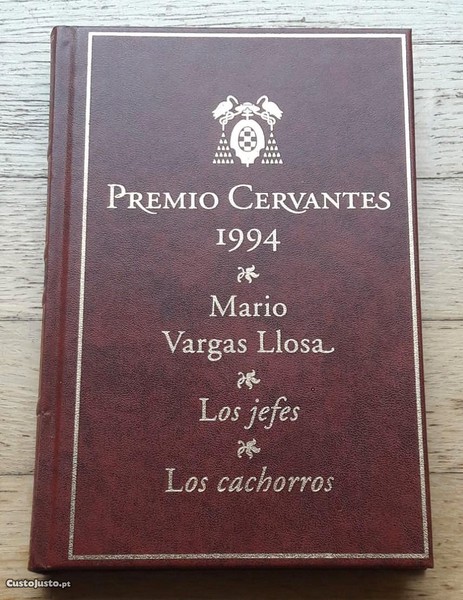 PREMIO CERVANTES
1994
Mario
Vargas Llosa
Los jefes
Los cachorros
CustoJusto.pt